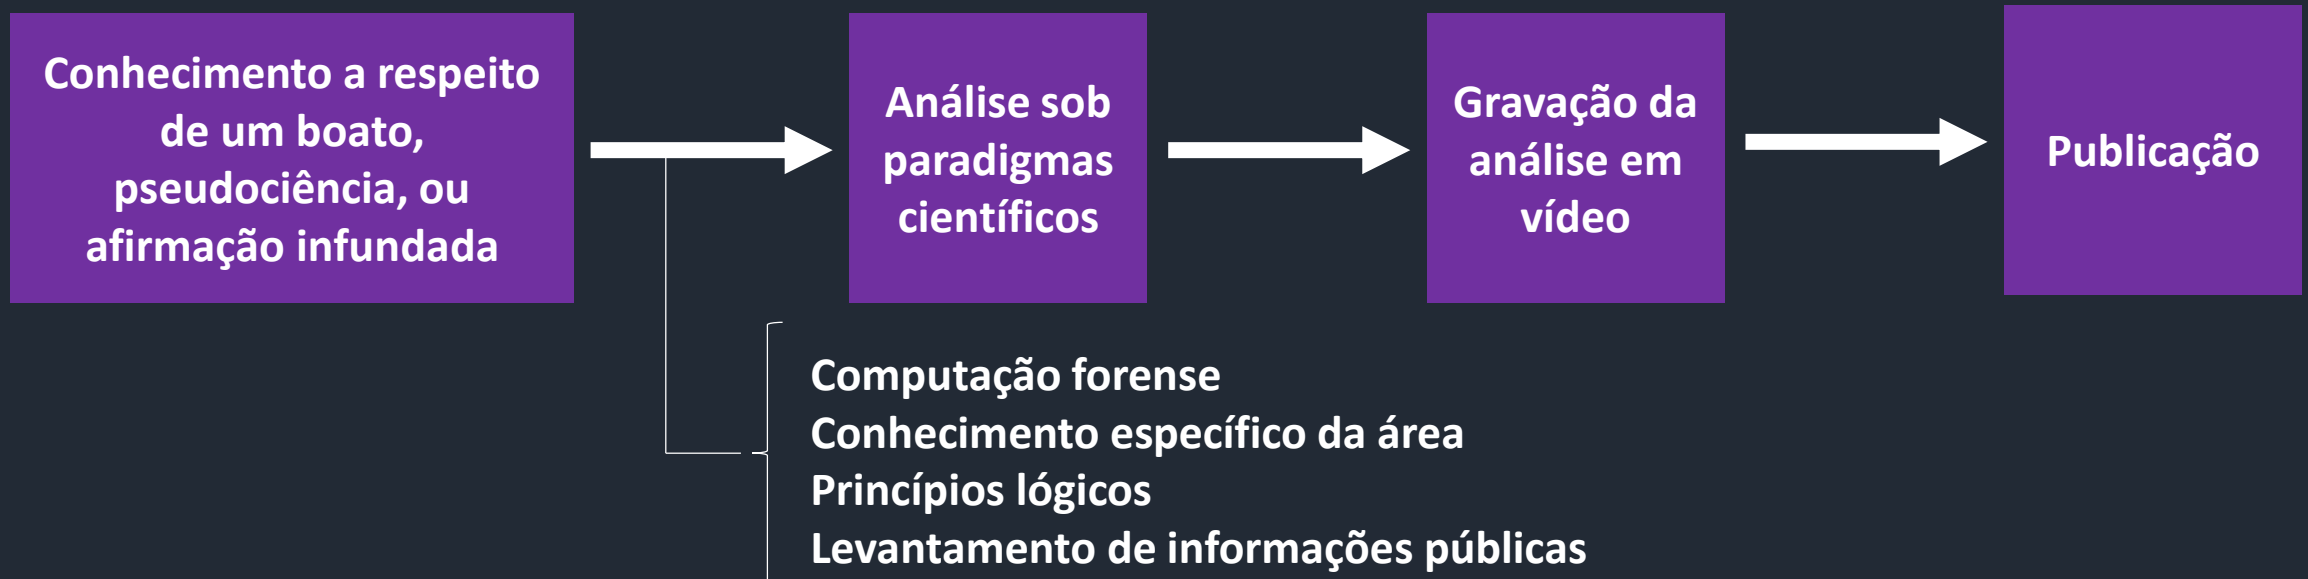 Conhecimento a respeito
de um boato,
pseudociência, ou
afirmação infundada
Análise sob
paradigmas
científicos
Gravação da
análise em
vídeo
Publicação
Computação forense
Conhecimento específico da área
Princípios lógicos
Levantamento de informações públicas